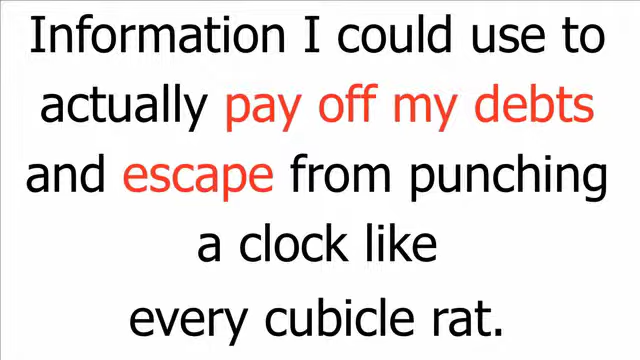 Information I could use to
actually pay off my debts
and escape from punching
a clock like
every cubicle rat.